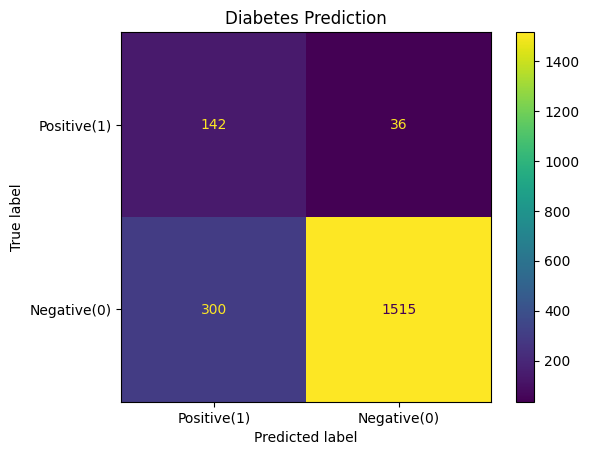 Diabetes Prediction
Positive(1)
142
36
Negative(0)
300
1515
Positive(1)
Negative(0)
True label
Predicted label
1400
1200
1000
800
600
400
200